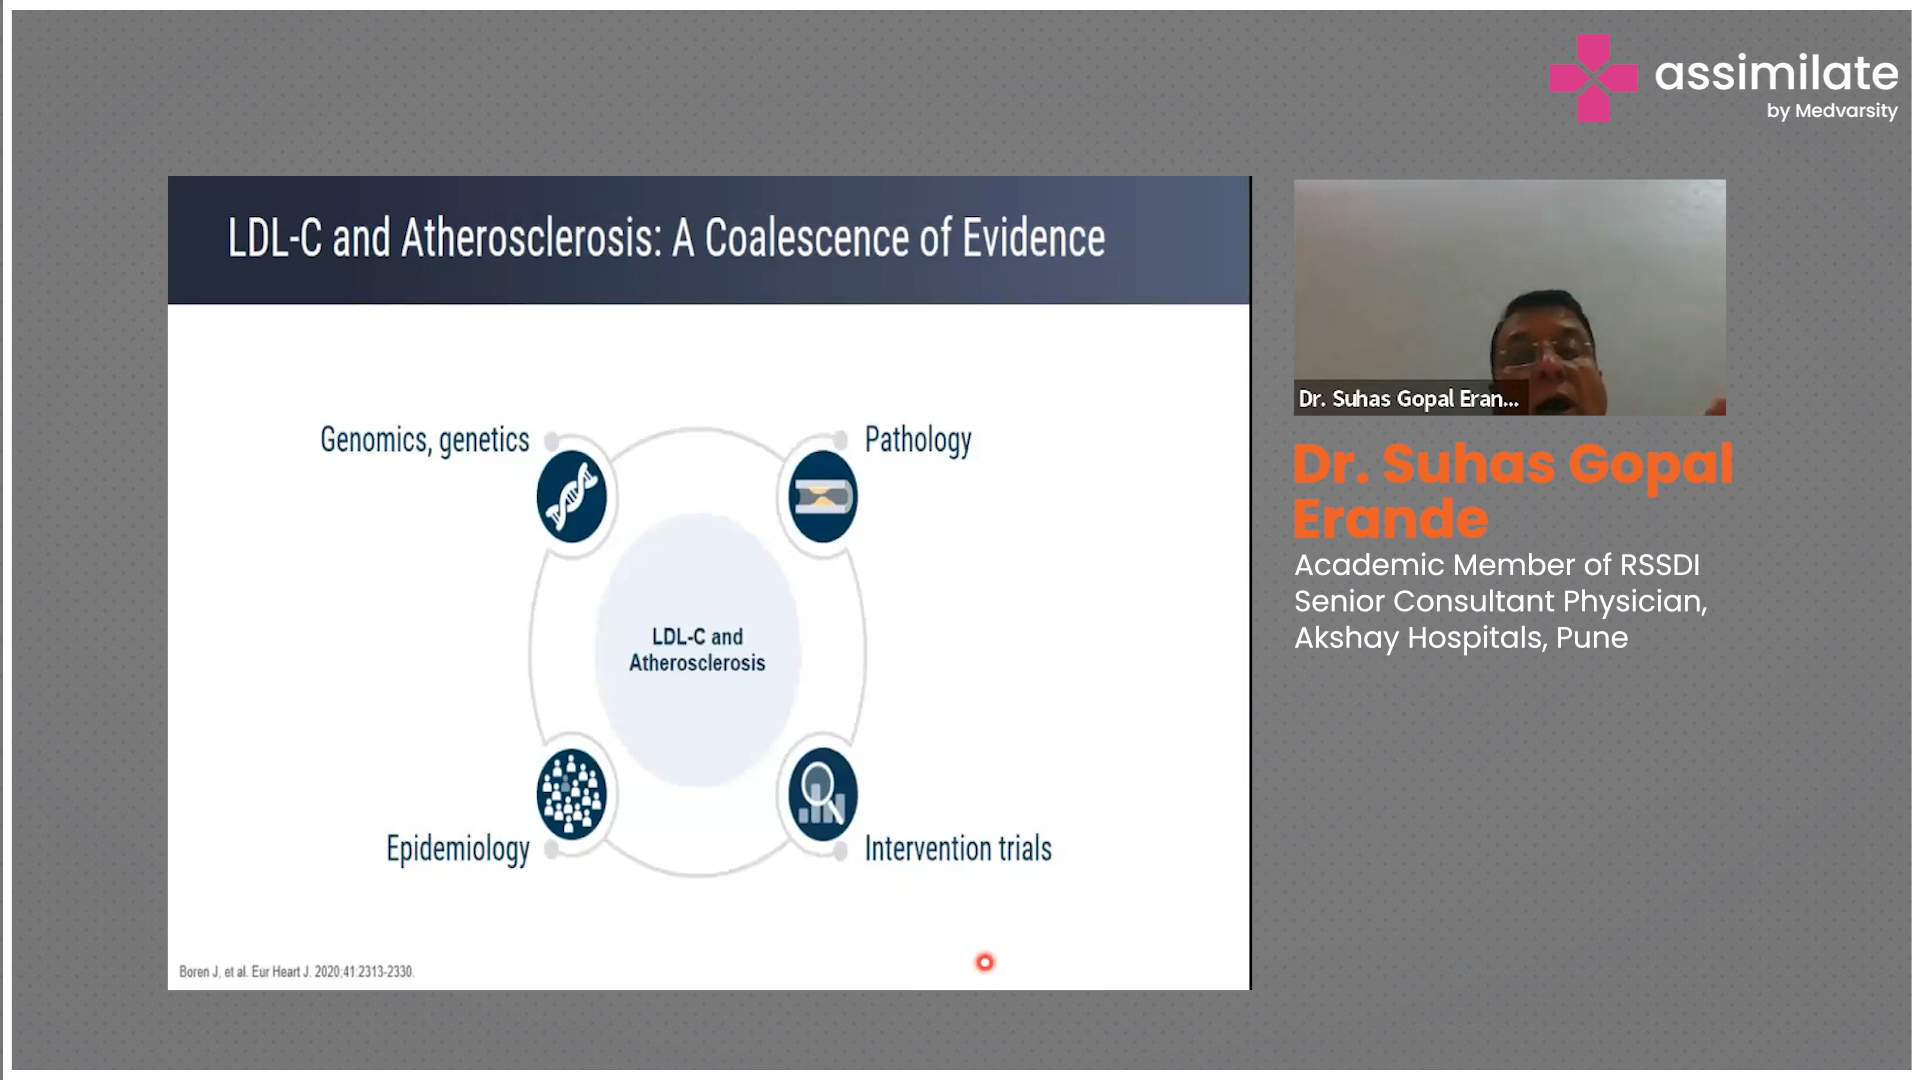 assimilate
by Medvarsity
LDL-C and Atherosclerosis: A Coalescence of Evidence
Genomics, genetics
Pathology
LDL-C and
Atherosclerosis
Epidemiology
Intervention trials
Boren J, et al. Eur Heart J. 2020;41:2313-2330.
Dr. Suhas Gopal Eran...
Dr. Suhas Gopal
Erande
Academic Member of RSSDI
Senior Consultant Physician,
Akshay Hospitals, Pune